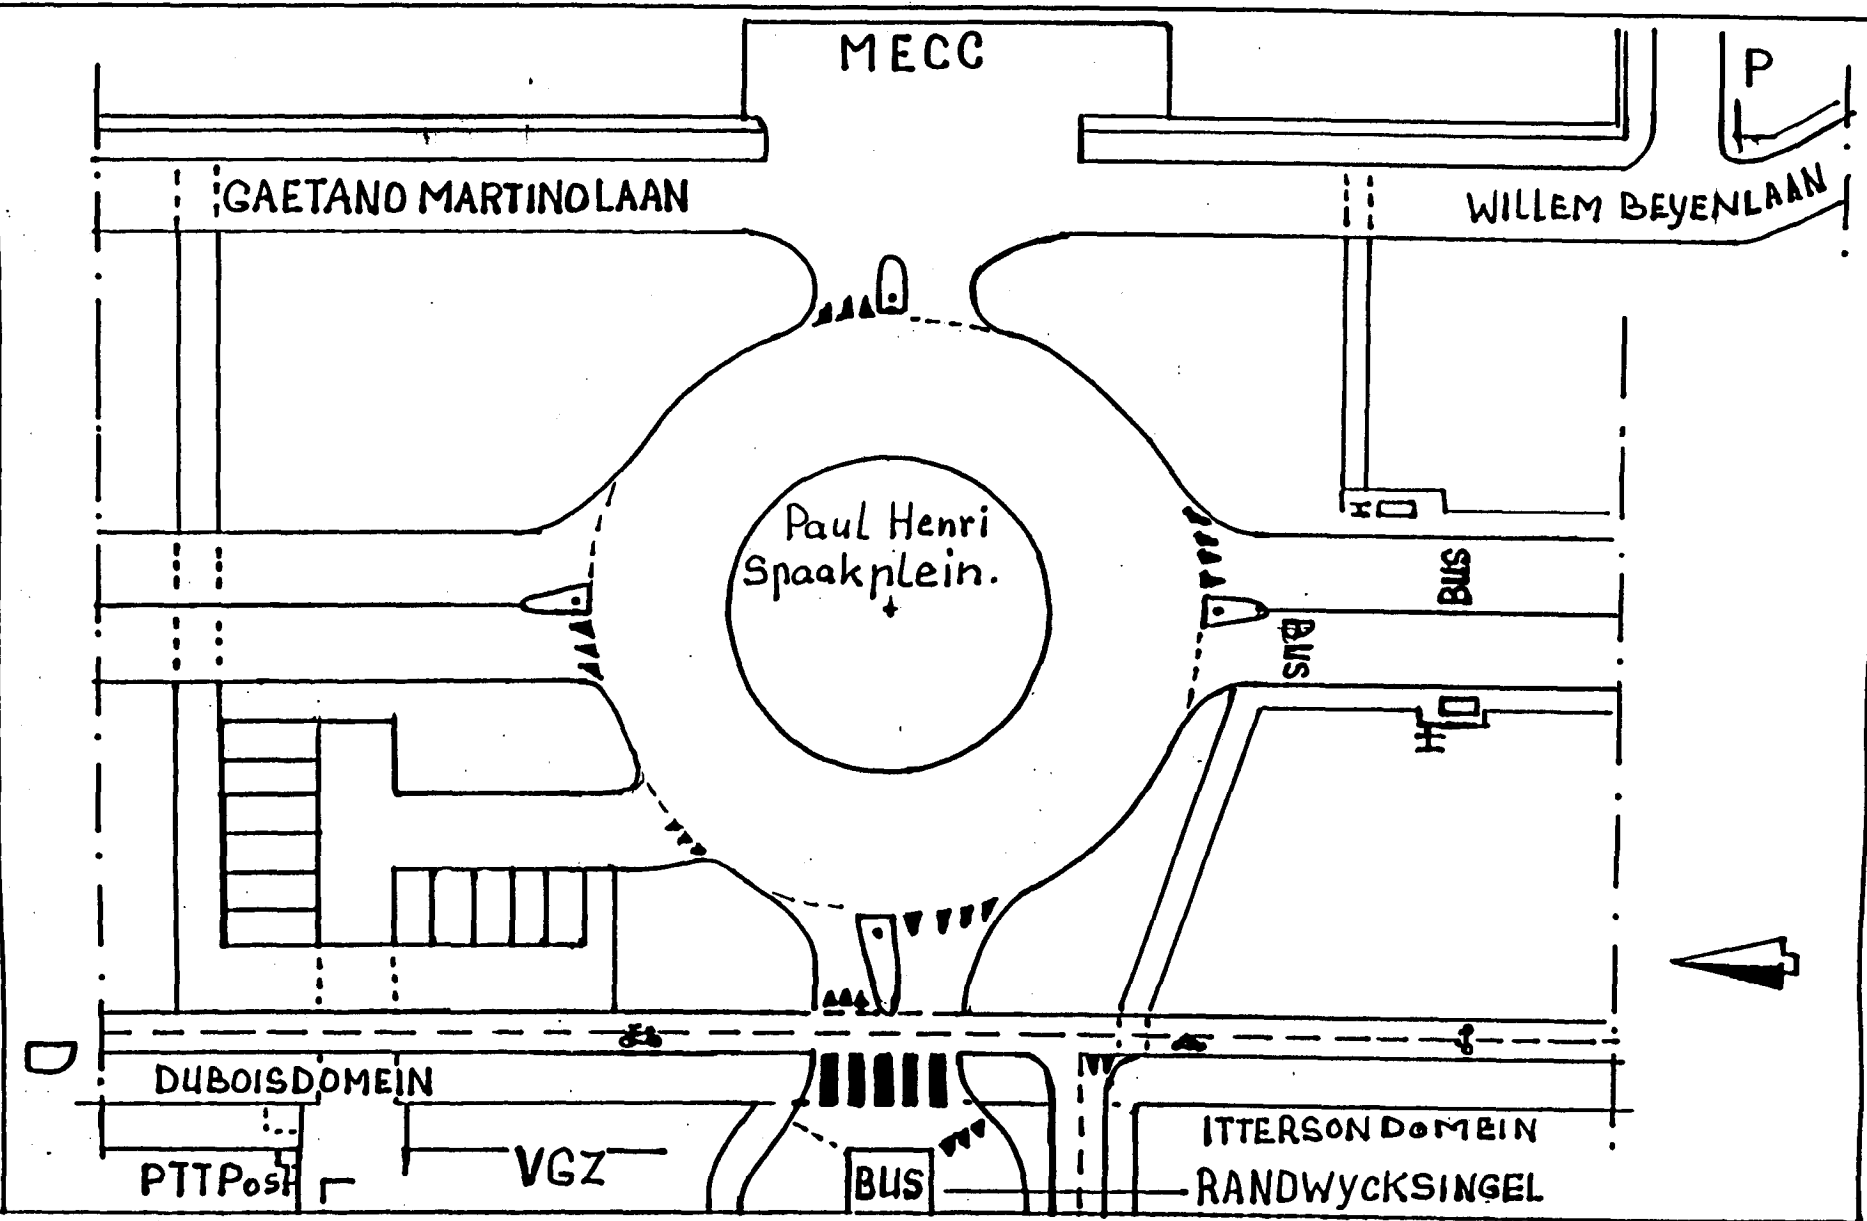 MECC
P
GAETANO MARTINOLAAN
WILLEM BEYENLAAN
Paul Henri
Spaakplein.
H
BUS
BUS
H
DUBOISDOMEIN
ITTERSONDOMEIN
PTTPost
VGZ
BUS
RANDWYCKSINGEL